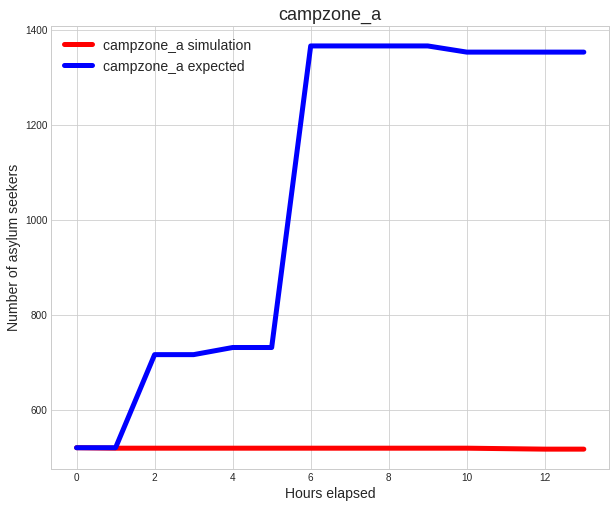 campzone_a
campzone_a simulation
campzone_a expected
Number of asylum seekers
1400
1200
1000
800
600
0 2 4 6 8 10 12
Hours elapsed